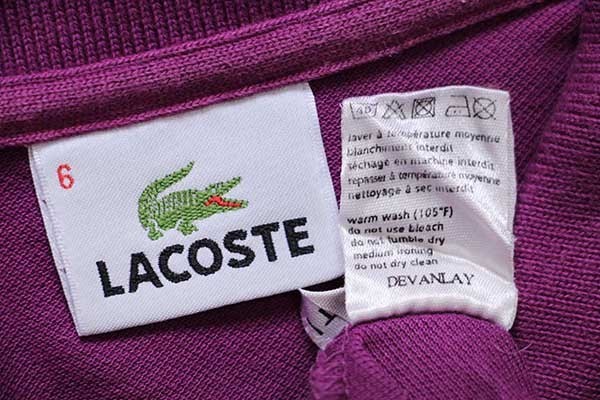 6
LACOSTE
40
laver à température moyenne
blanchiment interdit
séchage en machine interdit
repasser à température moyenne
nettoyage à sec interdit
warm wash (105°F)
do not use bleach
do not tumble dry
medium ironing
do not dry clean
DEVANLAY